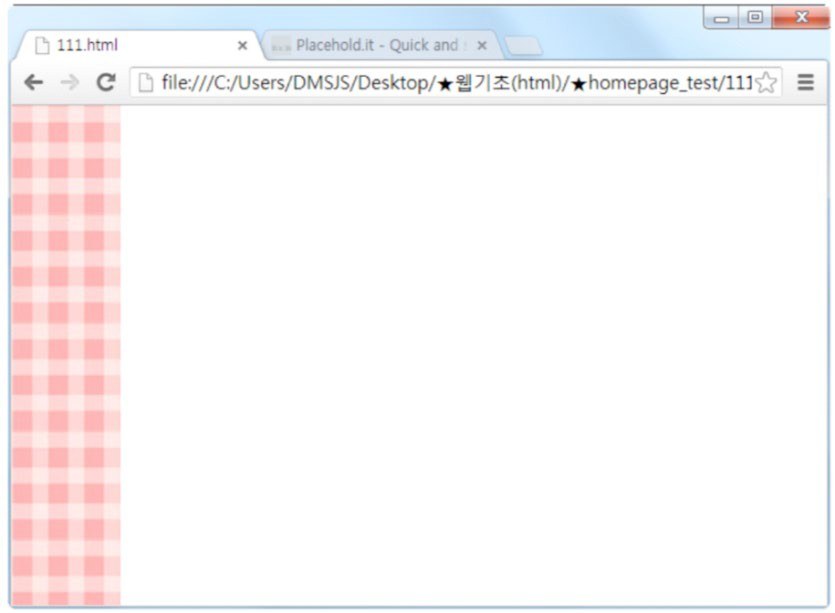 111.html
Placehold.it - Quick and s
file:///C:/Users/DMSJS/Desktop/★웹기초(html)/★homepage_test/111